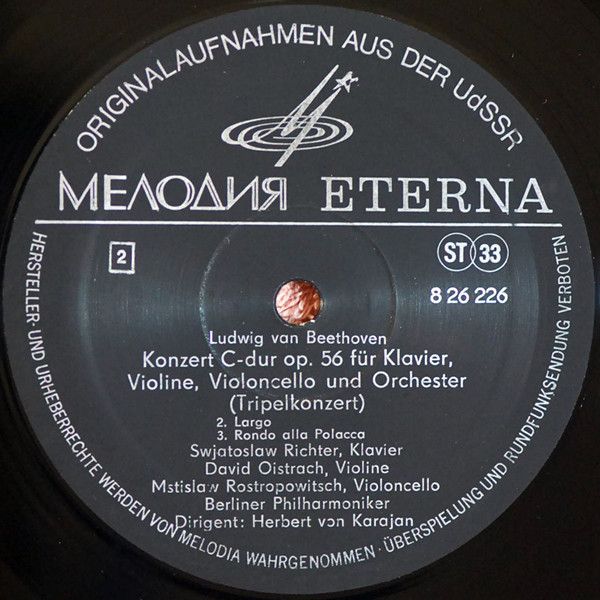 ORIGINALAUFNAHMEN AUS DER UdSSR
МЕЛОДИЯ ETERNA
2
ST 33
8 26 226
Ludwig van Beethoven
Konzert C-dur op. 56 für Klavier,
Violine, Violoncello und Orchester
(Tripelkonzert)
2. Largo
3. Rondo alla Polacca
Swjatoslaw Richter, Klavier
David Oistrach, Violine
Mstislaw Rostropowitsch, Violoncello
Berliner Philharmoniker
Dirigent: Herbert von Karajan
HERSTELLER- UND URHEBERRECHTE WERDEN VON MELODIA WAHRGENOMMEN · ÜBERSPIELUNG UND RUNDFUNKSENDUNG VERBOTEN